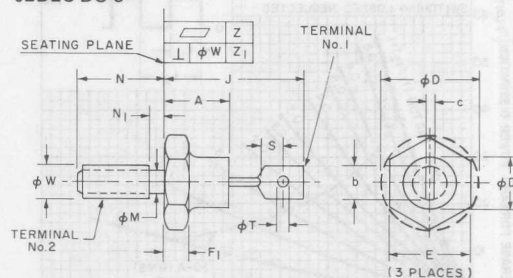 Z
⊥ φW Z1
SEATING PLANE
TERMINAL
No.1
N
J
φD
N1
A
c
S
φW
b
φD
φM
φT
TERMINAL
No.2
F1
E
(3 PLACES)